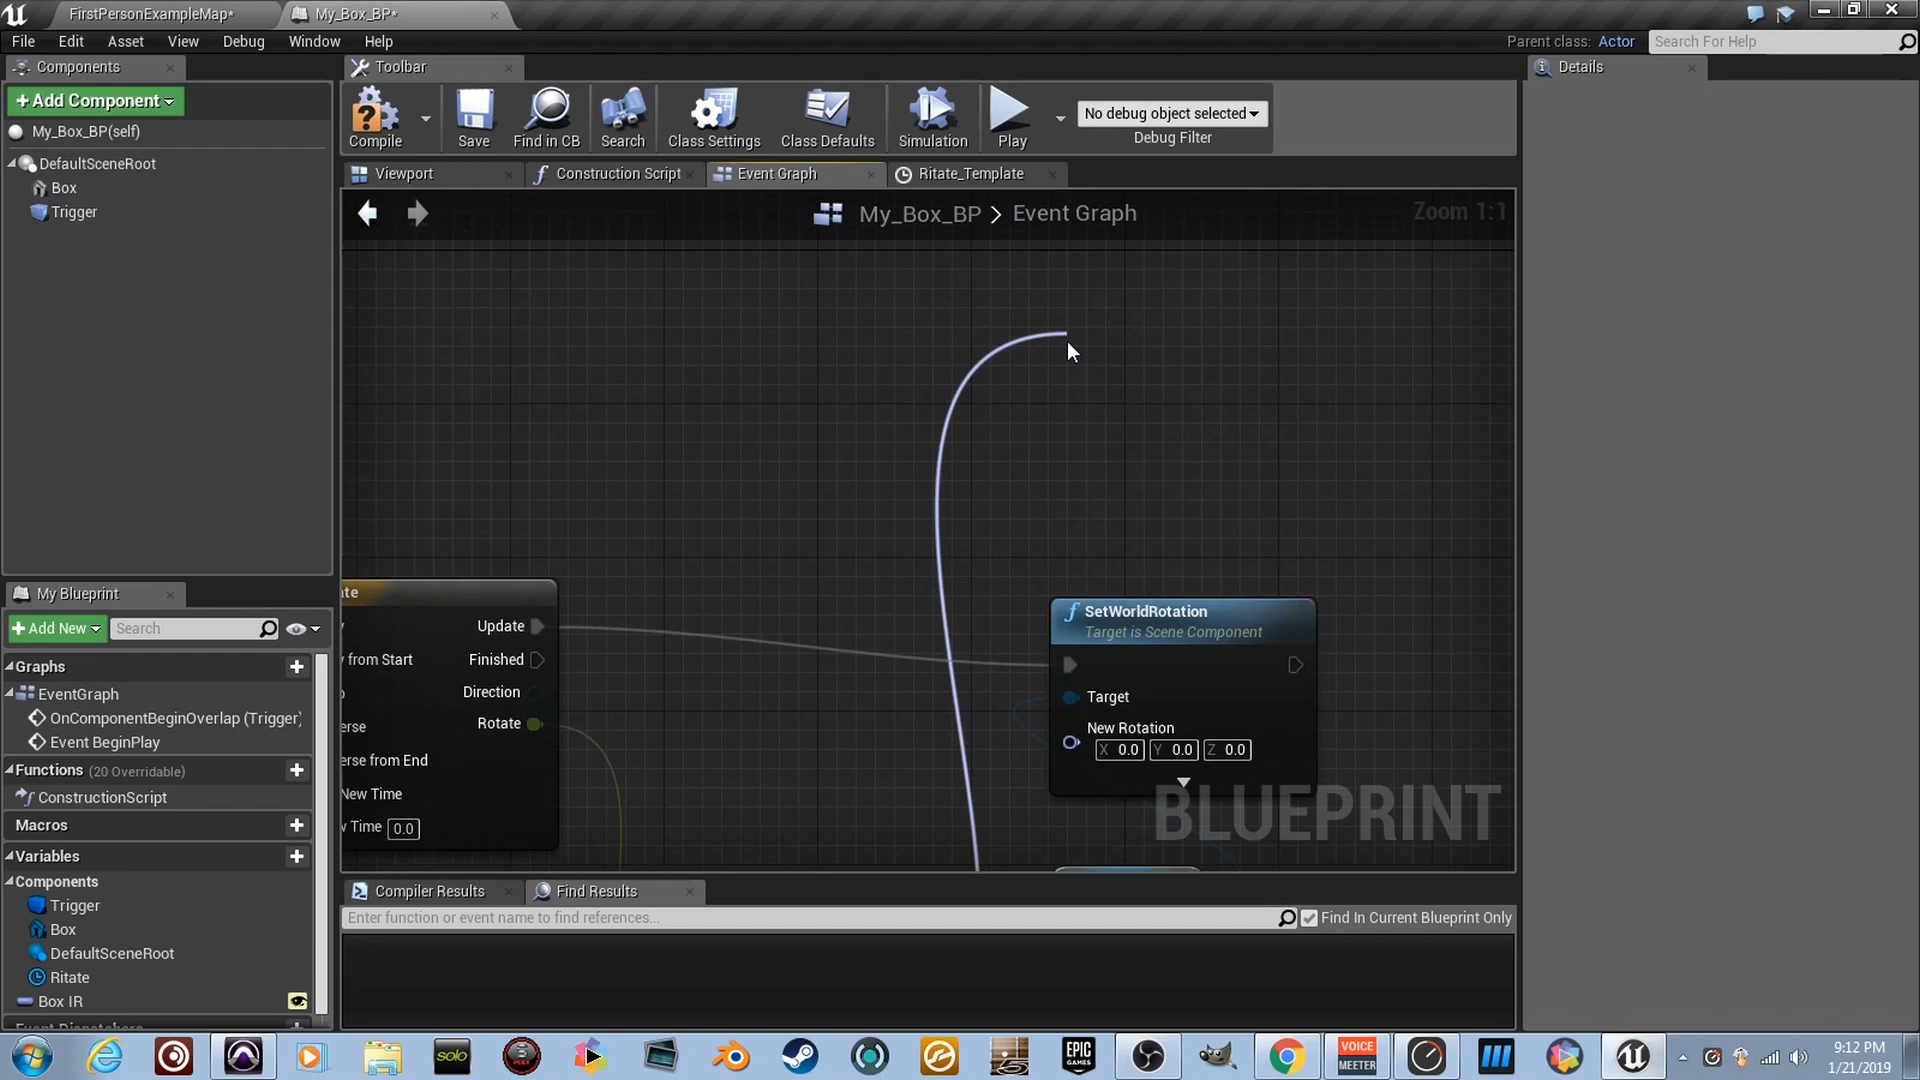 FirstPersonExampleMap*
My_Box_BP*
File Edit Asset View Debug Window Help
Parent class: Actor
Search For Help
Components
Toolbar
Details
Add Component
Compile
Save
Find in CB
Search
Class Settings
Class Defaults
Simulation
Play
No debug object selected
Debug Filter
My_Box_BP(self)
DefaultSceneRoot
Box
Trigger
Viewport
Construction Script
Event Graph
Ritate_Template
My_Box_BP > Event Graph
Zoom 1:1
te
Update
from Start
Finished
Direction
erse
Rotate
erse from End
New Time
Time 0.0
SetWorldRotation
Target is Scene Component
Target
New Rotation
X 0.0 Y 0.0 Z 0.0
BLUEPRINT
My Blueprint
Add New
Search
Graphs
EventGraph
OnComponentBeginOverlap (Trigger)
Event BeginPlay
Functions (20 Overridable)
ConstructionScript
Macros
Variables
Components
Trigger
Box
DefaultSceneRoot
Ritate
Box IR
Compiler Results
Find Results
Enter function or event name to find references...
Find In Current Blueprint Only
solo
EPIC GAMES
VOICE MEETER
9:12 PM
1/21/2019